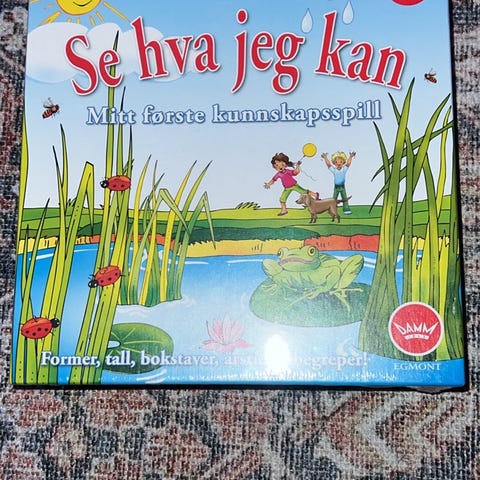 Se hva jeg kan
Mitt første kunnskapsspill
Former, tall, bokstaver, begreper!
DAMM
EGMONT